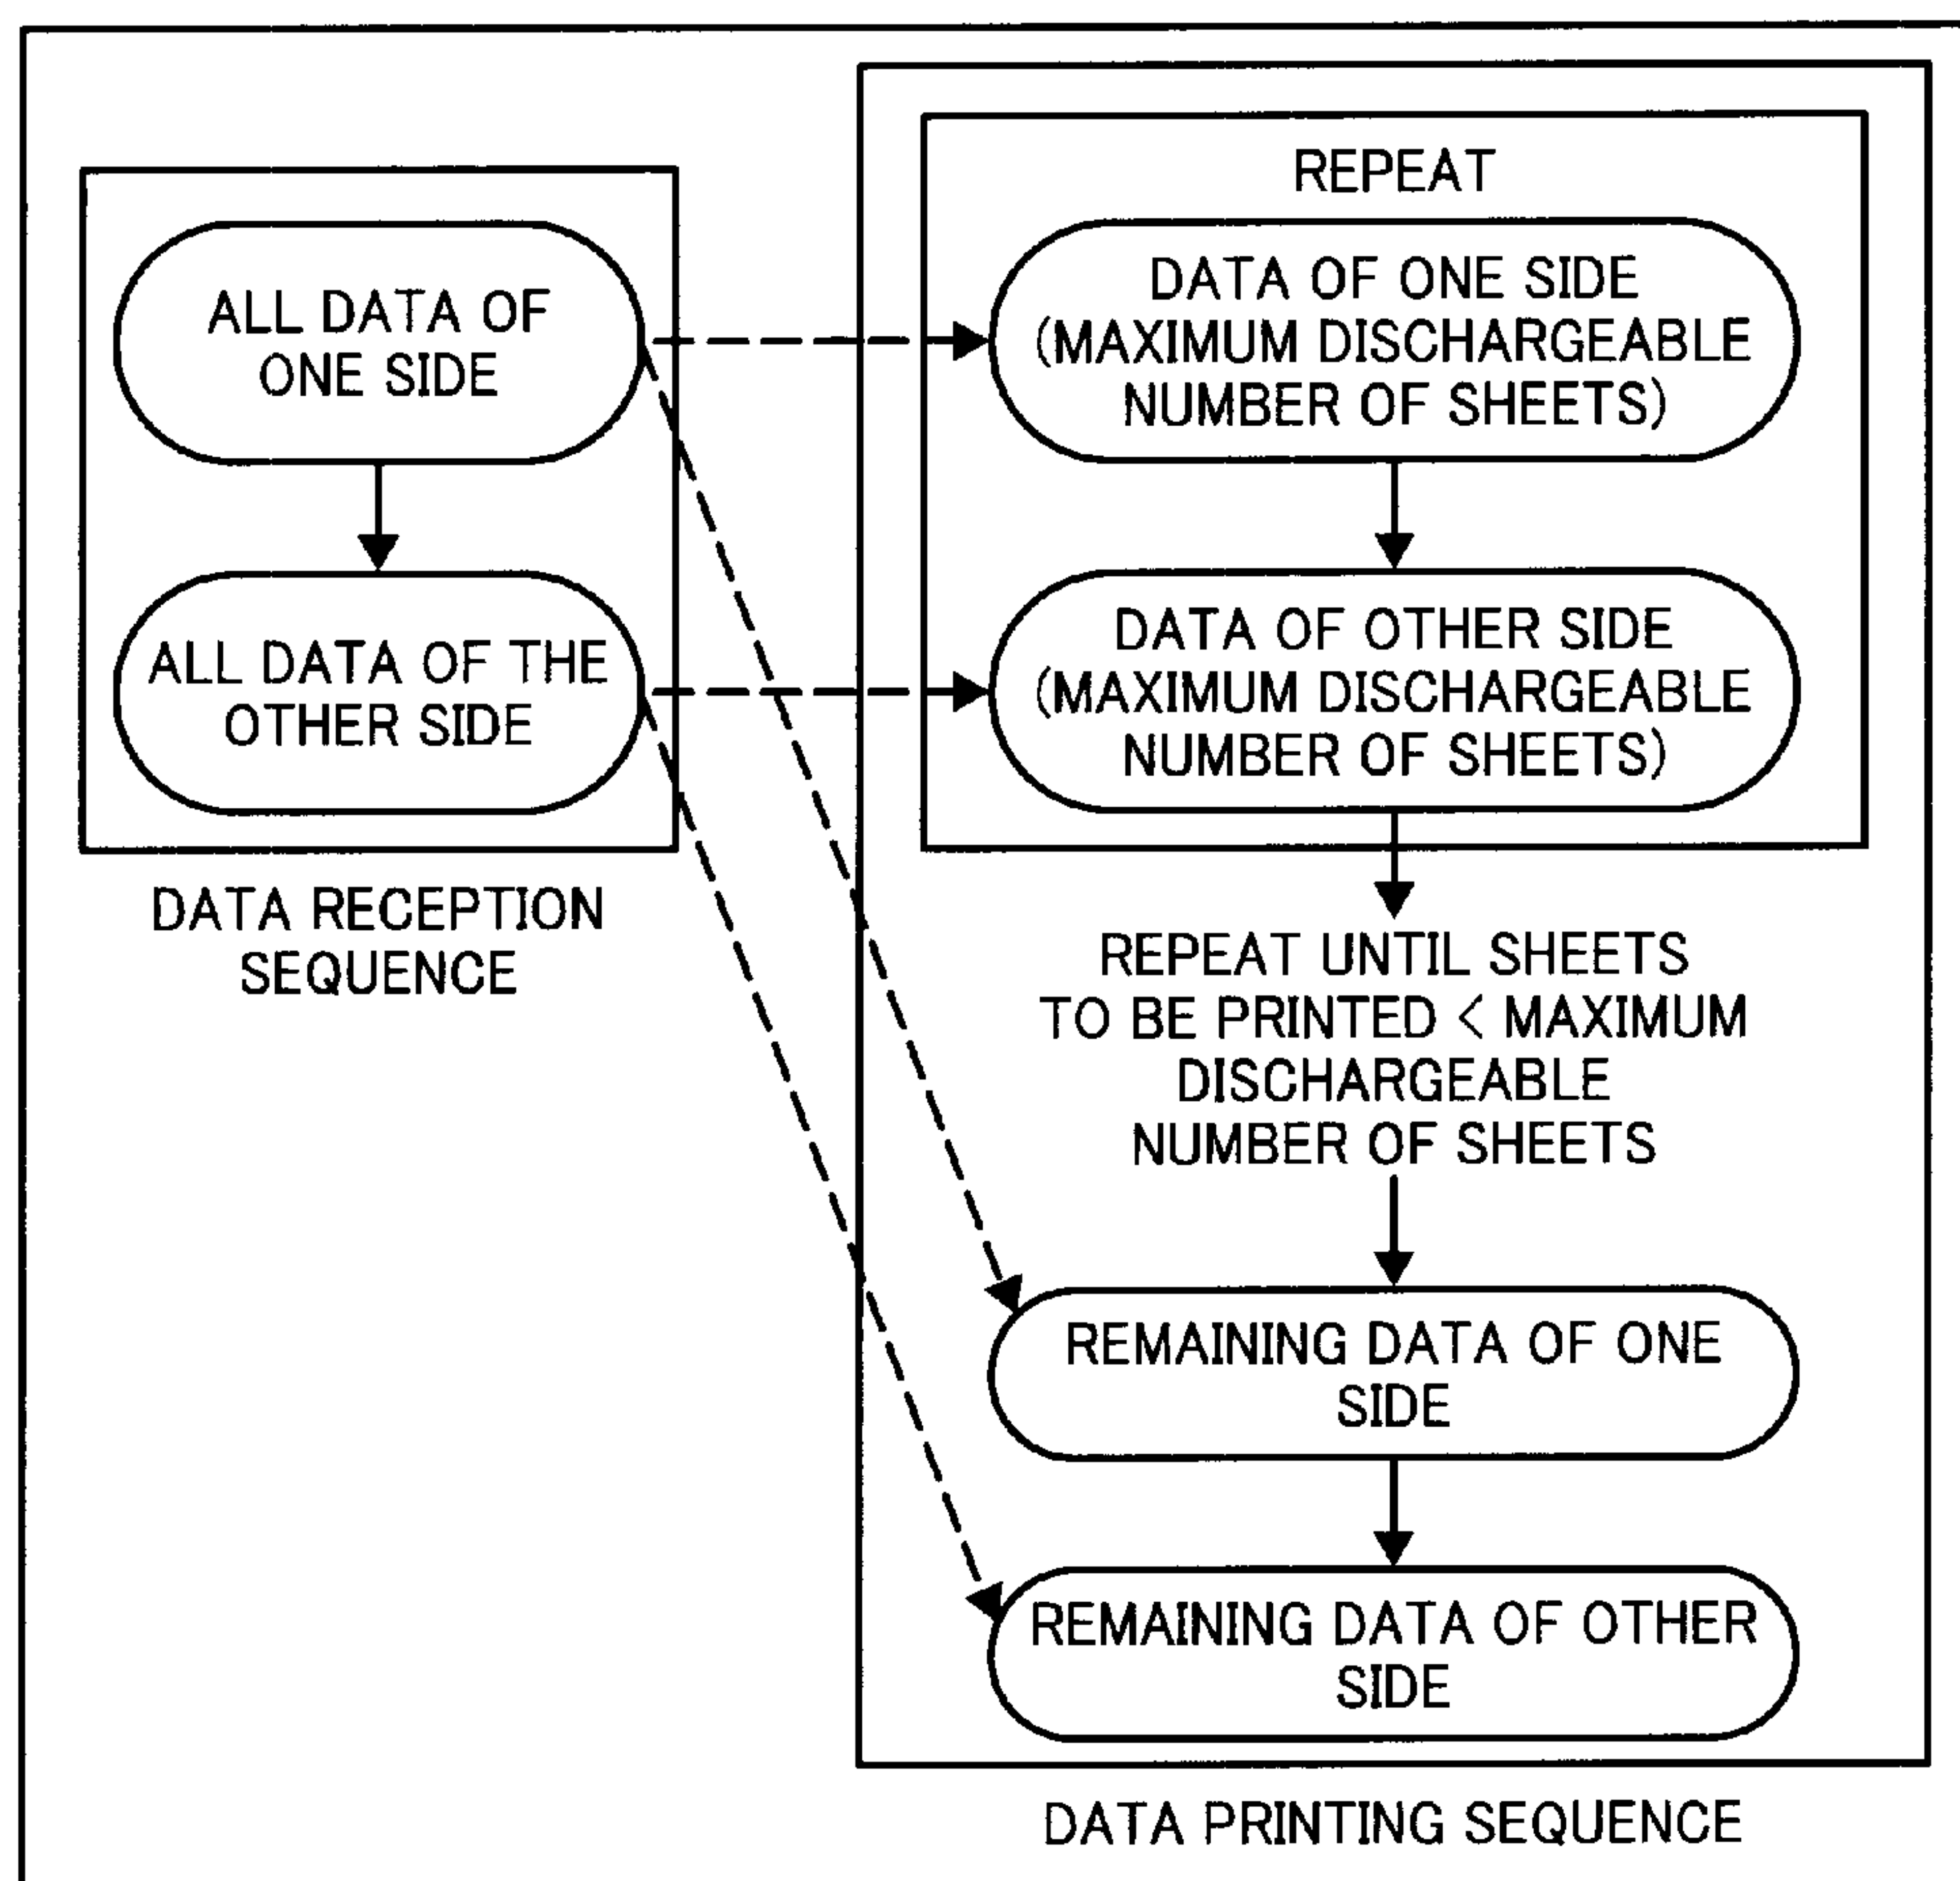 ALL DATA OF
ONE SIDE
ALL DATA OF THE
OTHER SIDE
DATA RECEPTION
SEQUENCE
REPEAT
DATA OF ONE SIDE
(MAXIMUM DISCHARGEABLE
NUMBER OF SHEETS)
DATA OF OTHER SIDE
(MAXIMUM DISCHARGEABLE
NUMBER OF SHEETS)
REPEAT UNTIL SHEETS
TO BE PRINTED < MAXIMUM
DISCHARGEABLE
NUMBER OF SHEETS
REMAINING DATA OF ONE
SIDE
REMAINING DATA OF OTHER
SIDE
DATA PRINTING SEQUENCE